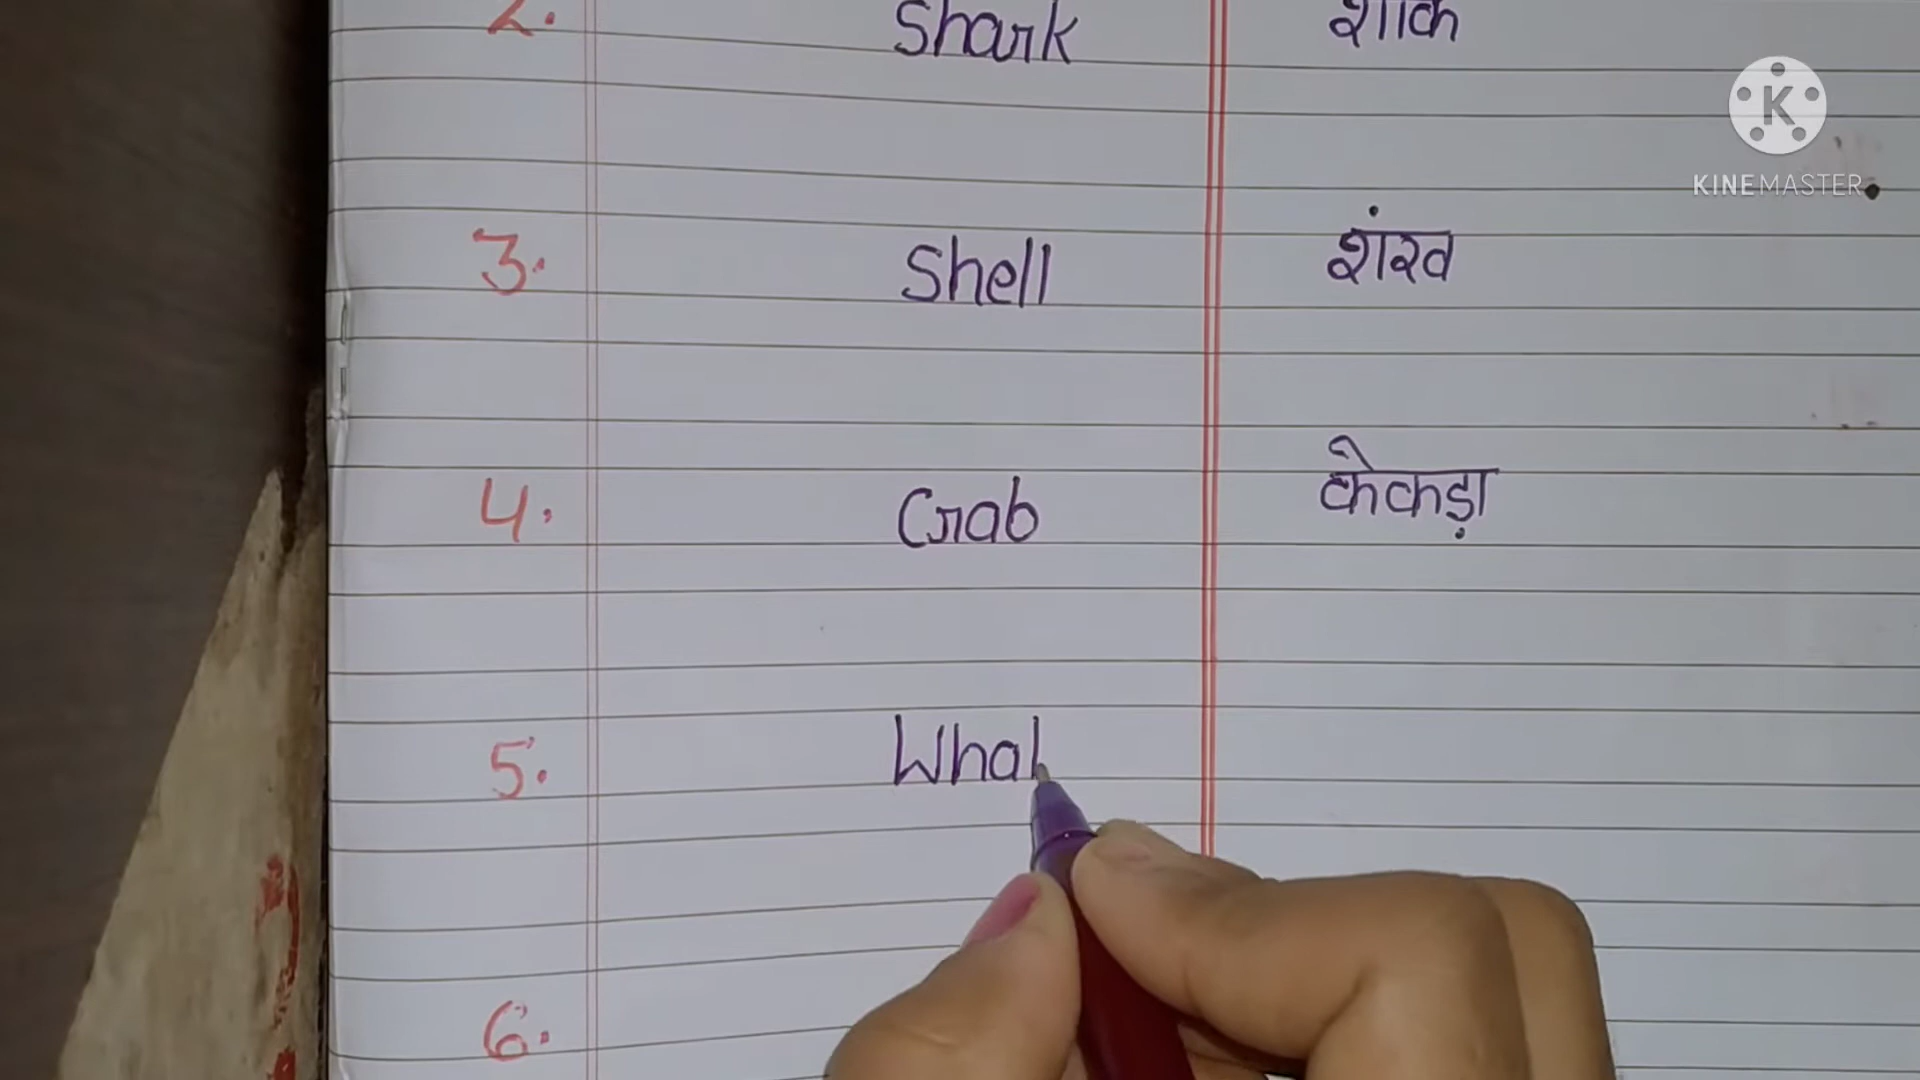 2. Shark शार्क
KINEMASTER
3. Shell शंख
4. Crab केकड़ा
5. Whal
6.